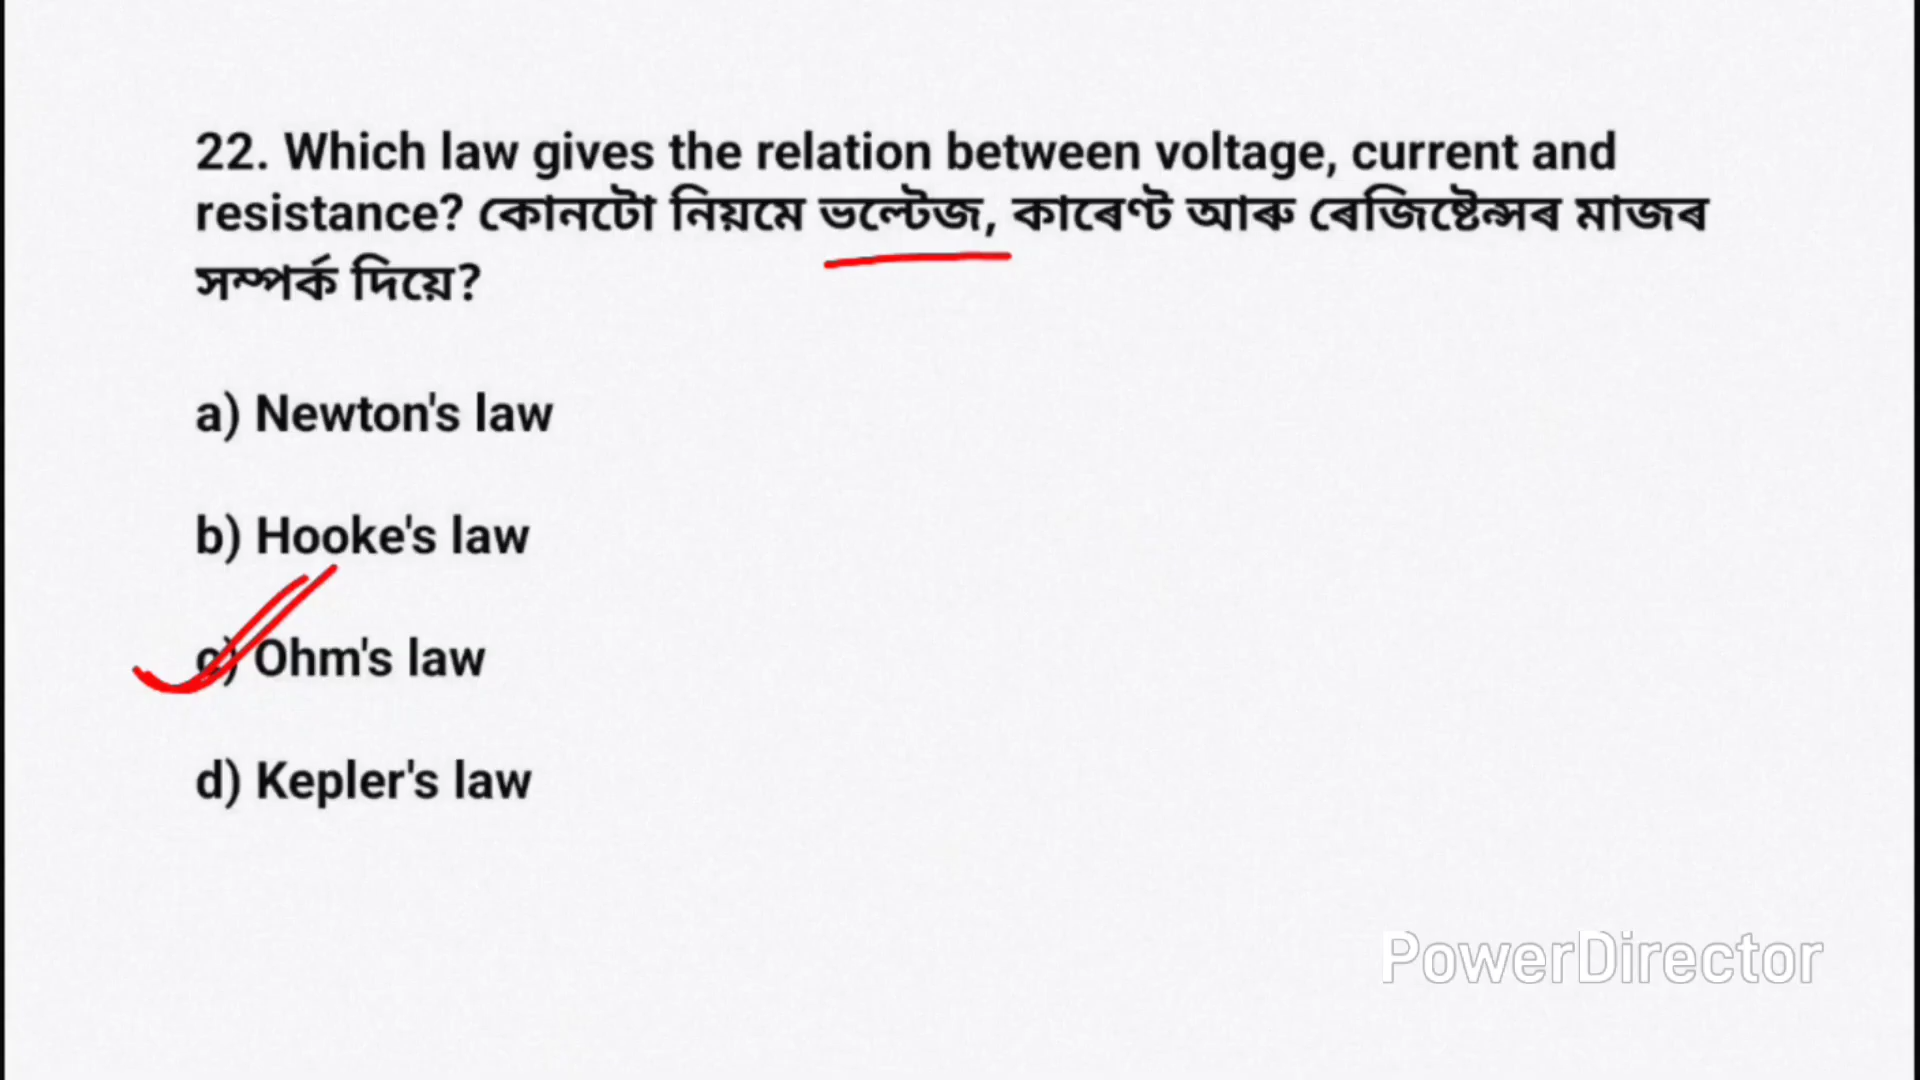 22. Which law gives the relation between voltage, current and
resistance? কোনটো নিয়মে ভল্টেজ, কাৰেণ্ট আৰু ৰেজিষ্টেন্সৰ মাজৰ
সম্পৰ্ক দিয়ে?
a) Newton's law
b) Hooke's law
c) Ohm's law
d) Kepler's law
PowerDirector